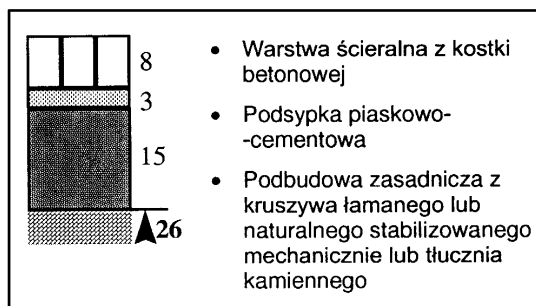 8
3
15
26
• Warstwa ścieralna z kostki
betonowej
• Podsypka piaskowo-
-cementowa
• Podbudowa zasadnicza z
kruszywa łamanego lub
naturalnego stabilizowanego
mechanicznie lub tłucznia
kamiennego